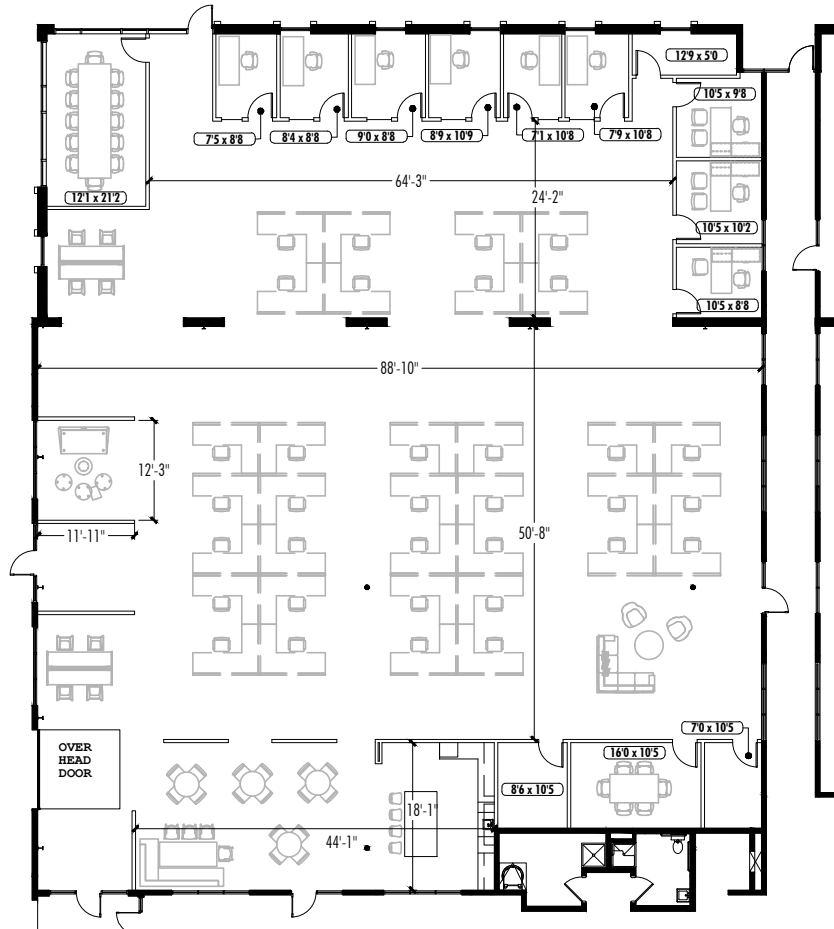 12'9 x 5'0
10'5 x 9'8
7'5 x 8'8
8'4 x 8'8
9'0 x 8'8
8'9 x 10'9
7'1 x 10'8
7'9 x 10'8
64'-3"
24'-2"
12'1 x 21'2
10'5 x 10'2
10'5 x 8'8
88'-10"
12'-3"
11'-11"
50'-8"
7'0 x 10'5
OVER
HEAD
DOOR
16'0 x 10'5
8'6 x 10'5
18'-1"
44'-1"